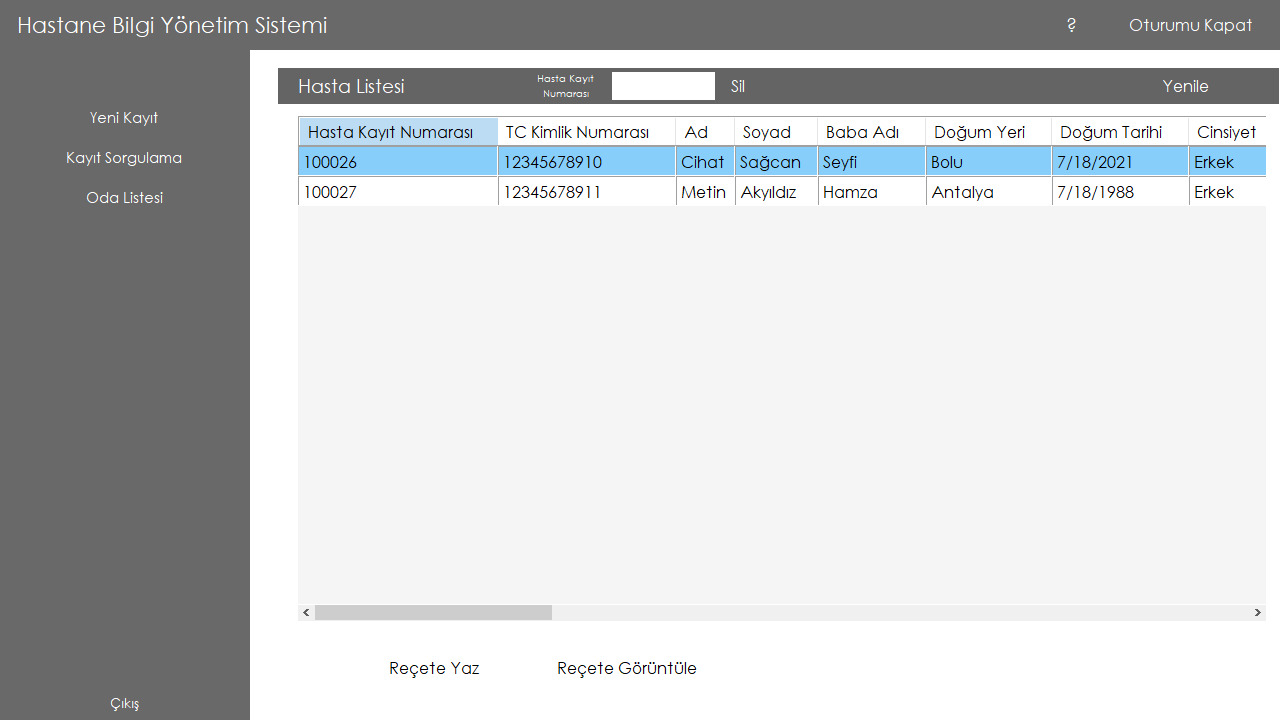 Hastane Bilgi Yönetim Sistemi ? Oturumu Kapat
Hasta Listesi Hasta Kayıt Numarası Sil Yenile
Yeni Kayıt
Kayıt Sorgulama
Oda Listesi
Hasta Kayıt Numarası TC Kimlik Numarası Ad Soyad Baba Adı Doğum Yeri Doğum Tarihi Cinsiyet
100026 12345678910 Cihat Sağcan Seyfi Bolu 7/18/2021 Erkek
100027 12345678911 Metin Akyıldız Hamza Antalya 7/18/1988 Erkek
Reçete Yaz Reçete Görüntüle
Çıkış